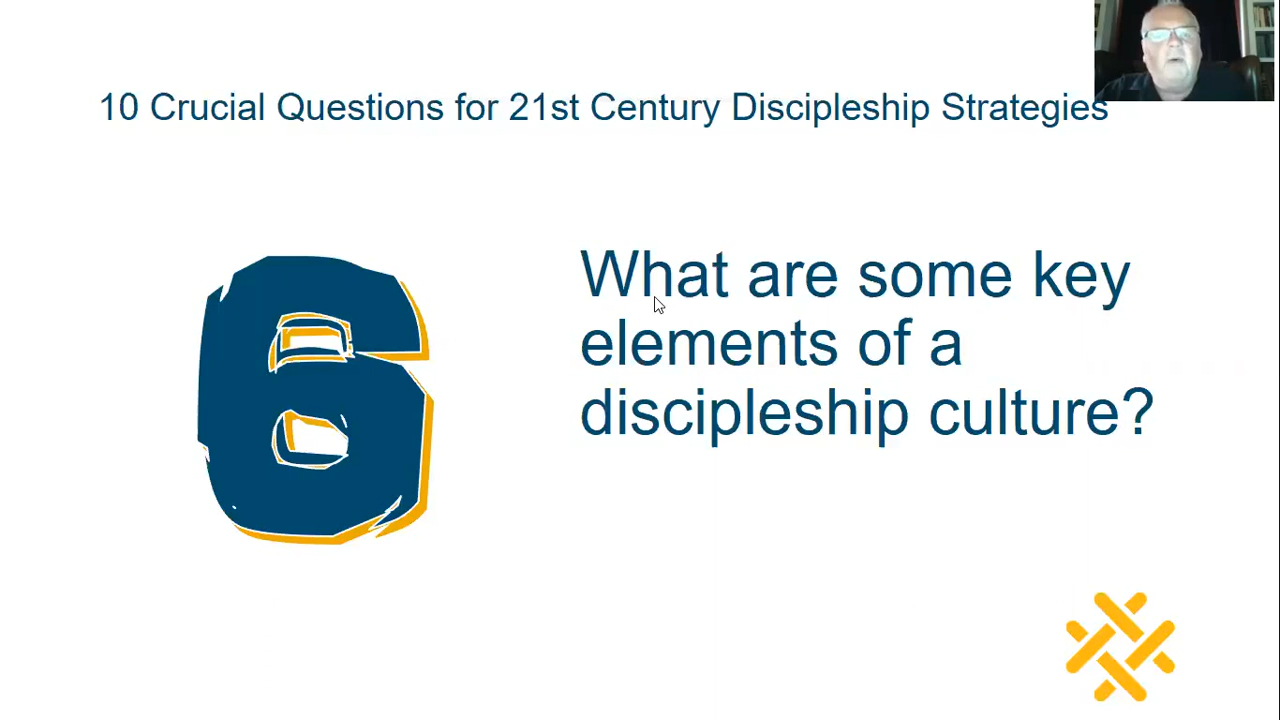 10 Crucial Questions for 21st Century Discipleship Strategies
6
What are some key
elements of a
discipleship culture?